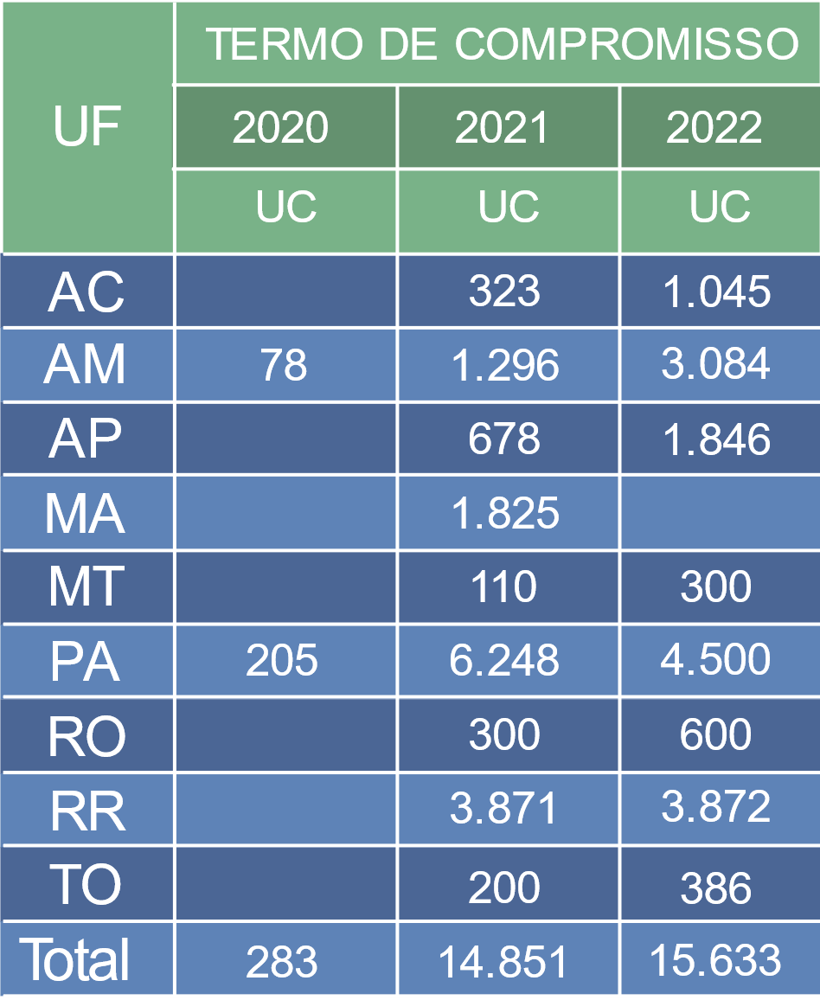 TERMO DE COMPROMISSO
UF
2020 2021 2022
UC UC UC
AC 323 1.045
AM 78 1.296 3.084
AP 678 1.846
MA 1.825
MT 110 300
PA 205 6.248 4.500
RO 300 600
RR 3.871 3.872
TO 200 386
Total 283 14.851 15.633